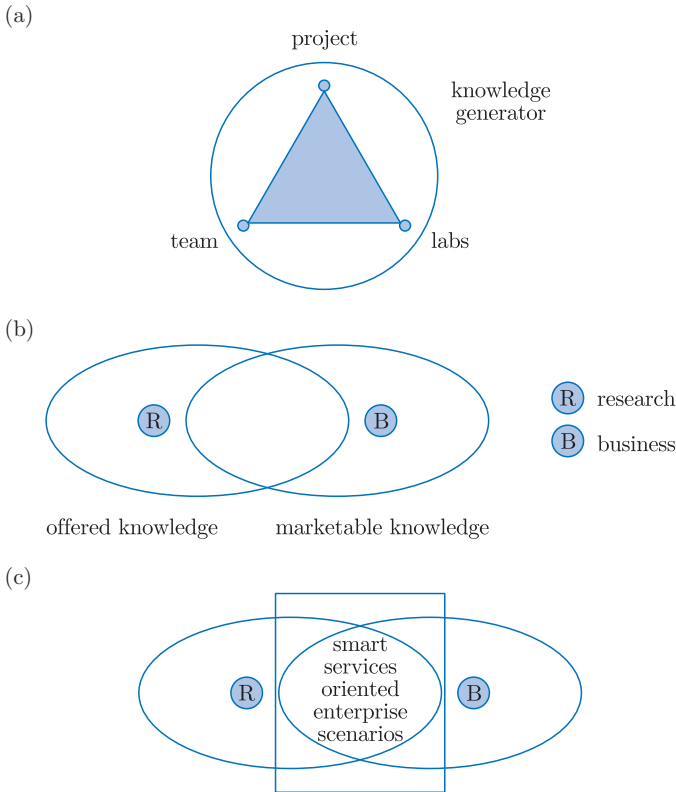 (a)
project
knowledge
generator
team
labs
(b)
R
B
R research
B business
offered knowledge
marketable knowledge
(c)
smart
services
oriented
enterprise
scenarios
R
B